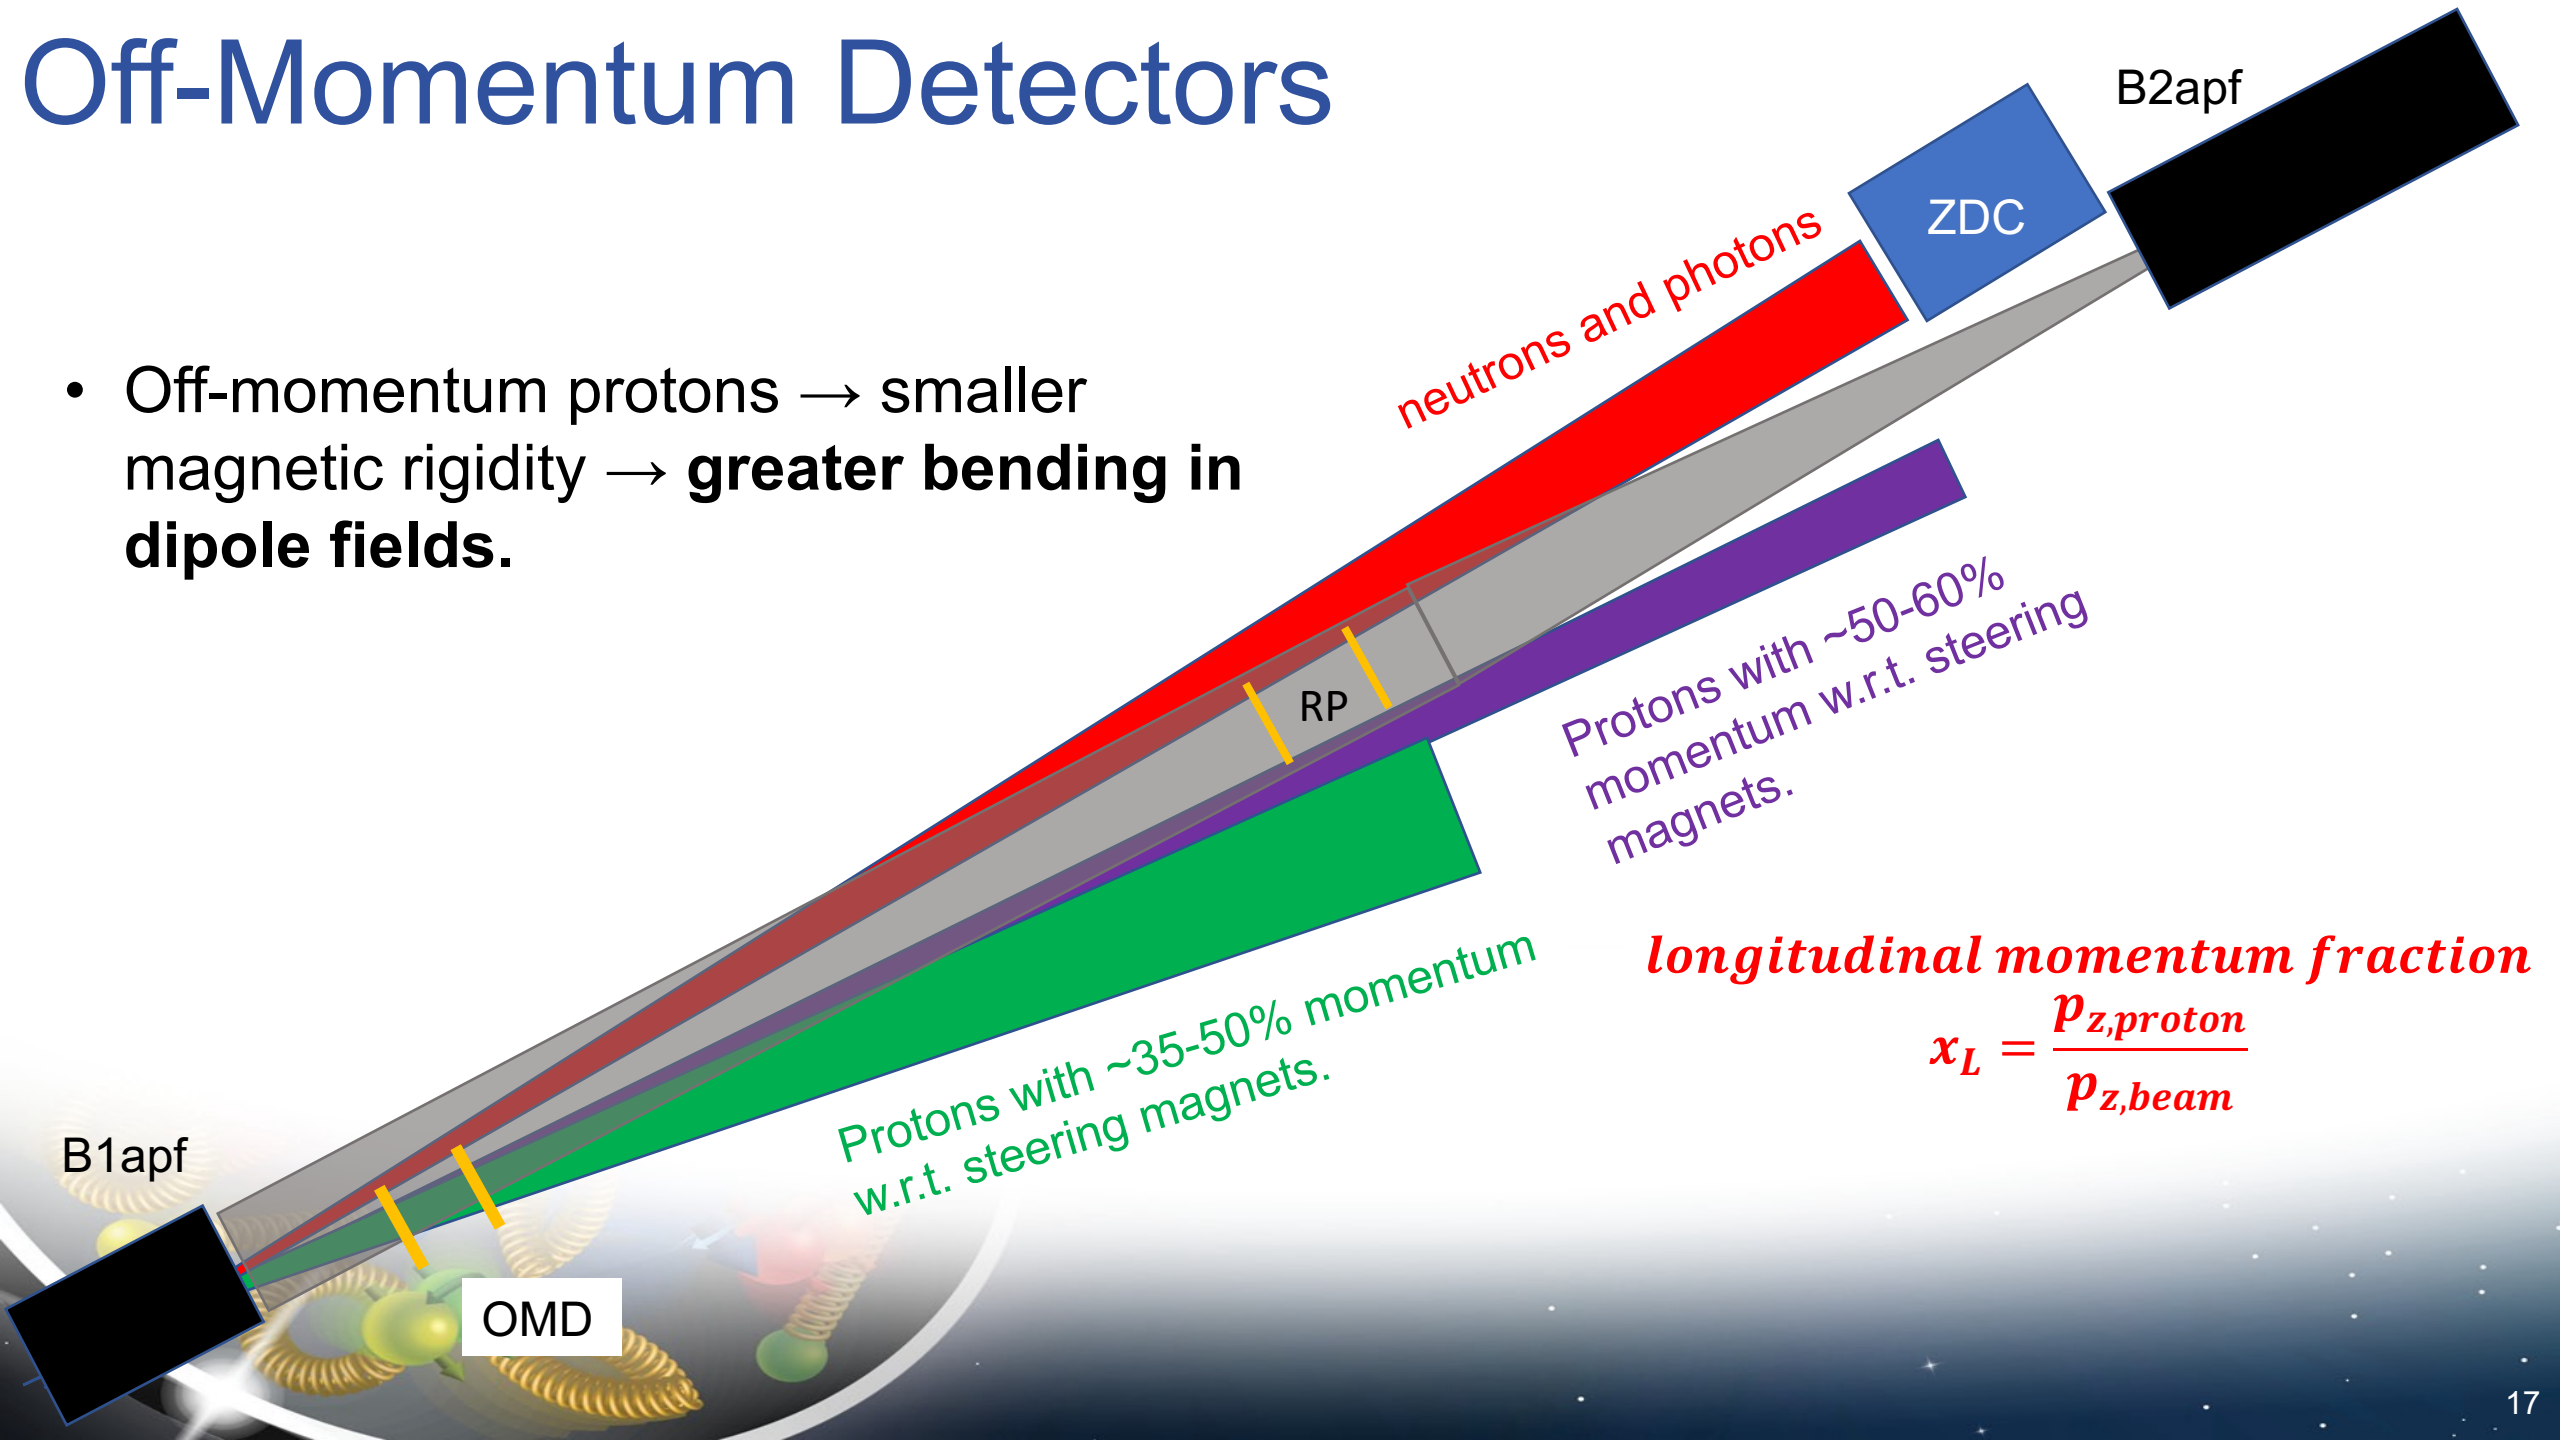 Off-Momentum Detectors
B2apf
ZDC
neutrons and photons
• Off-momentum protons → smaller
magnetic rigidity → greater bending in
dipole fields.
RP
Protons with ~50-60%
momentum w.r.t. steering
magnets.
longitudinal momentum fraction
x_L = p_{z,proton} / p_{z,beam}
Protons with ~35-50% momentum
w.r.t. steering magnets.
B1apf
OMD
17